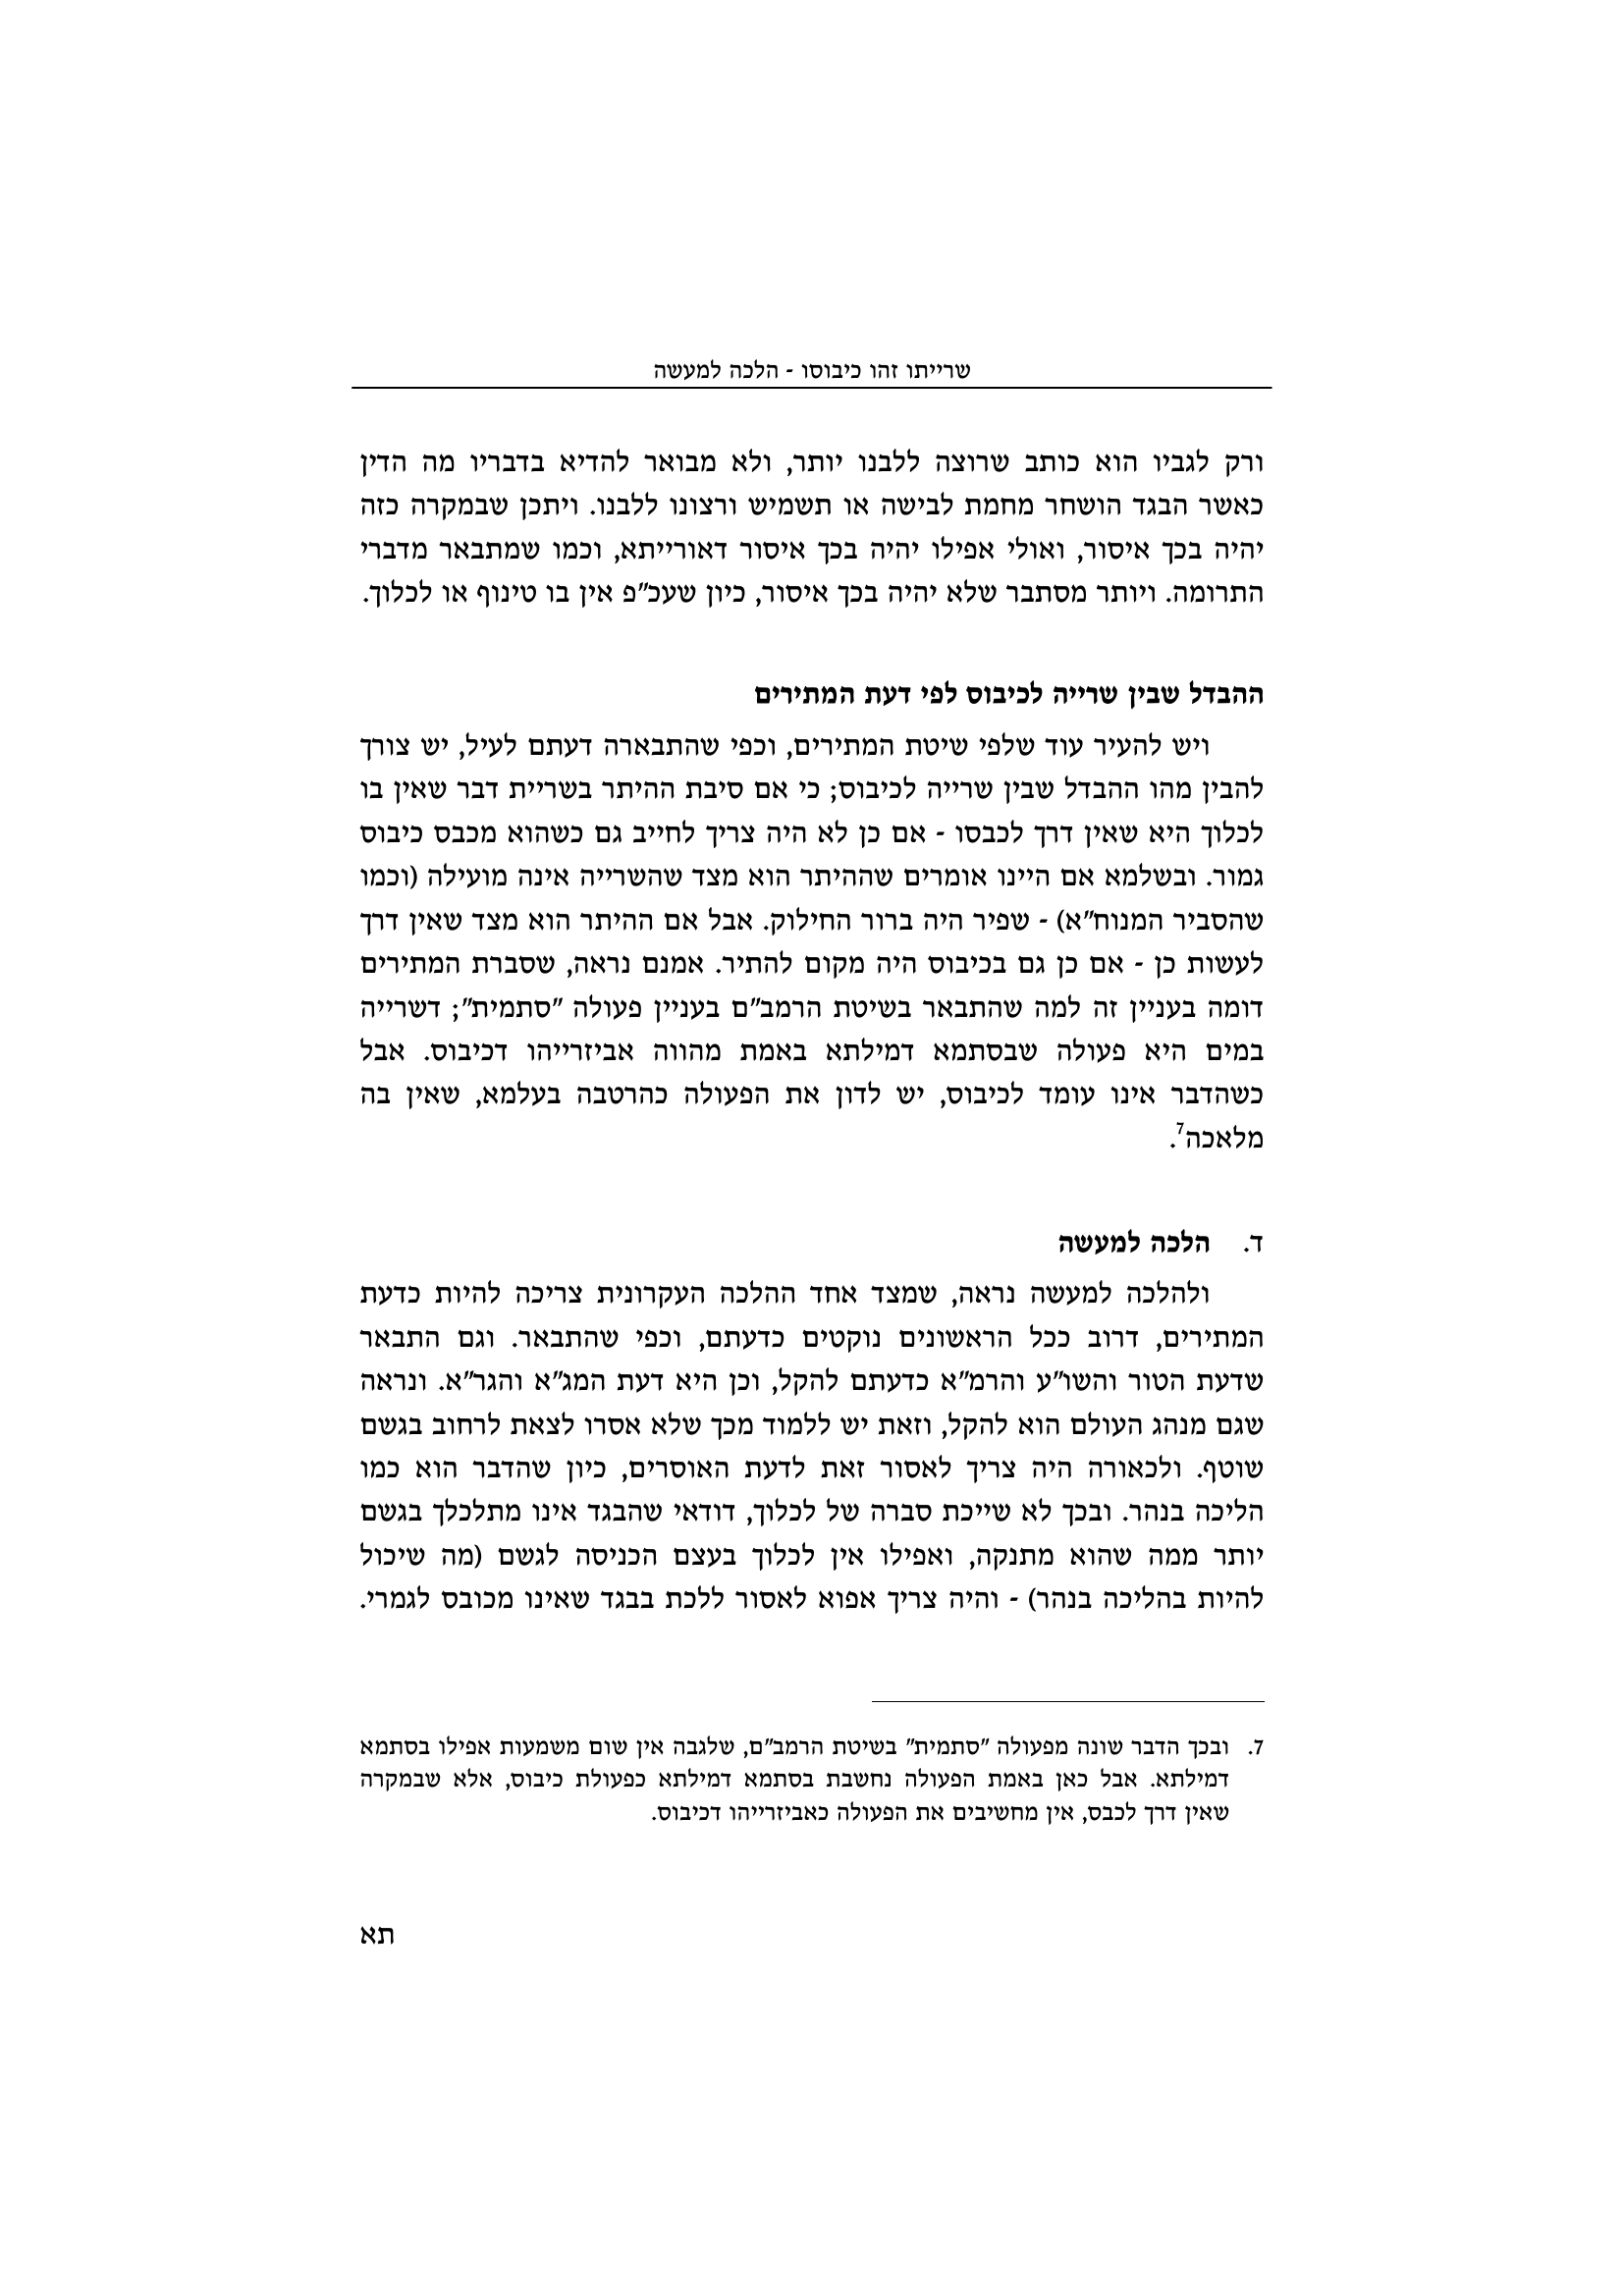 שרייתו זהו כיבוסו - הלכה למעשה
ורק לגביו הוא כותב שרוצה ללבנו יותר, ולא מבואר להדיא בדבריו מה הדין
כאשר הבגד הושחר מחמת לבישה או תשמיש ורצונו ללבנו. ויתכן שבמקרה כזה
יהיה בכך איסור, ואולי אפילו יהיה בכך איסור דאורייתא, וכמו שמתבאר מדברי
התרומה. ויותר מסתבר שלא יהיה בכך איסור, כיון שעכ"פ אין בו טינוף או לכלוך.
ההבדל שבין שרייה לכיבוס לפי דעת המתירים
ויש להעיר עוד שלפי שיטת המתירים, וכפי שהתבארה דעתם לעיל, יש צורך
להבין מהו ההבדל שבין שרייה לכיבוס; כי אם סיבת ההיתר בשריית דבר שאין בו
לכלוך היא שאין דרך לכבסו - אם כן לא היה צריך לחייב גם כשהוא מכבס כיבוס
גמור. ובשלמא אם היינו אומרים שההיתר הוא מצד שהשרייה אינה מועילה (וכמו
שהסביר המנוח"א) - שפיר היה ברור החילוק. אבל אם ההיתר הוא מצד שאין דרך
לעשות כן - אם כן גם בכיבוס היה מקום להתיר. אמנם נראה, שסברת המתירים
דומה בעניין זה למה שהתבאר בשיטת הרמב"ם בעניין פעולה "סתמית"; דשרייה
במים היא פעולה שבסתמא דמילתא באמת מהווה אביזרייהו דכיבוס. אבל
כשהדבר אינו עומד לכיבוס, יש לדון את הפעולה כהרטבה בעלמא, שאין בה
מלאכה7.
ד. הלכה למעשה
ולהלכה למעשה נראה, שמצד אחד ההלכה העקרונית צריכה להיות כדעת
המתירים, דרוב ככל הראשונים נוקטים כדעתם, וכפי שהתבאר. וגם התבאר
שדעת הטור והשו"ע והרמ"א כדעתם להקל, וכן היא דעת המג"א והגר"א. ונראה
שגם מנהג העולם הוא להקל, וזאת יש ללמוד מכך שלא אסרו לצאת לרחוב בגשם
שוטף. ולכאורה היה צריך לאסור זאת לדעת האוסרים, כיון שהדבר הוא כמו
הליכה בנהר. ובכך לא שייכת סברה של לכלוך, דודאי שהבגד אינו מתלכלך בגשם
יותר ממה שהוא מתנקה, ואפילו אין לכלוך בעצם הכניסה לגשם (מה שיכול
להיות בהליכה בנהר) - והיה צריך אפוא לאסור ללכת בבגד שאינו מכובס לגמרי.
7. ובכך הדבר שונה מפעולה "סתמית" בשיטת הרמב"ם, שלגבה אין שום משמעות אפילו בסתמא
דמילתא. אבל כאן באמת הפעולה נחשבת בסתמא דמילתא כפעולת כיבוס, אלא שבמקרה
שאין דרך לכבס, אין מחשיבים את הפעולה כאביזרייהו דכיבוס.
תא